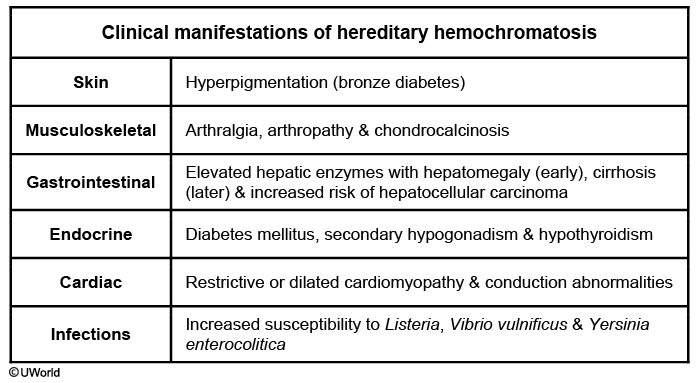 Clinical manifestations of hereditary hemochromatosis
Skin
Hyperpigmentation (bronze diabetes)
Musculoskeletal
Arthralgia, arthropathy & chondrocalcinosis
Gastrointestinal
Elevated hepatic enzymes with hepatomegaly (early), cirrhosis
(later) & increased risk of hepatocellular carcinoma
Endocrine
Diabetes mellitus, secondary hypogonadism & hypothyroidism
Cardiac
Restrictive or dilated cardiomyopathy & conduction abnormalities
Infections
Increased susceptibility to Listeria, Vibrio vulnificus & Yersinia
enterocolitica
©UWorld